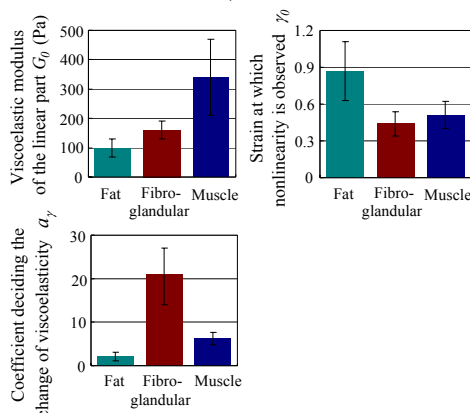 Viscoelastic modulus
of the linear part G₀ (Pa)
500
400
300
200
100
0
Fat
Fibro-
glandular
Muscle
Strain at which
nonlinearity is observed γ₀
1.2
0.9
0.6
0.3
0
Fat
Fibro-
glandular
Muscle
Coefficient deciding the
change of viscoelasticity aᵧ
30
20
10
0
Fat
Fibro-
glandular
Muscle